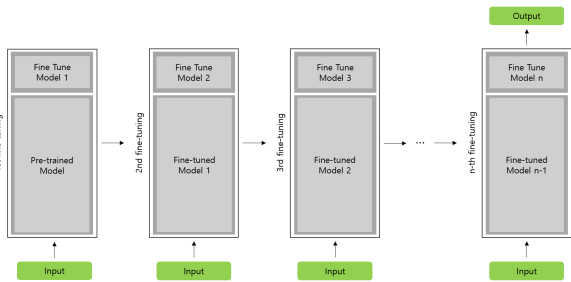 Output
Fine Tune
Model 1
Fine Tune
Model 2
Fine Tune
Model 3
Fine Tune
Model n
fine-tuning
2nd fine-tuning
3rd fine-tuning
n-th fine-tuning
Pre-trained
Model
Fine-tuned
Model 1
Fine-tuned
Model 2
...
Fine-tuned
Model n-1
Input
Input
Input
Input